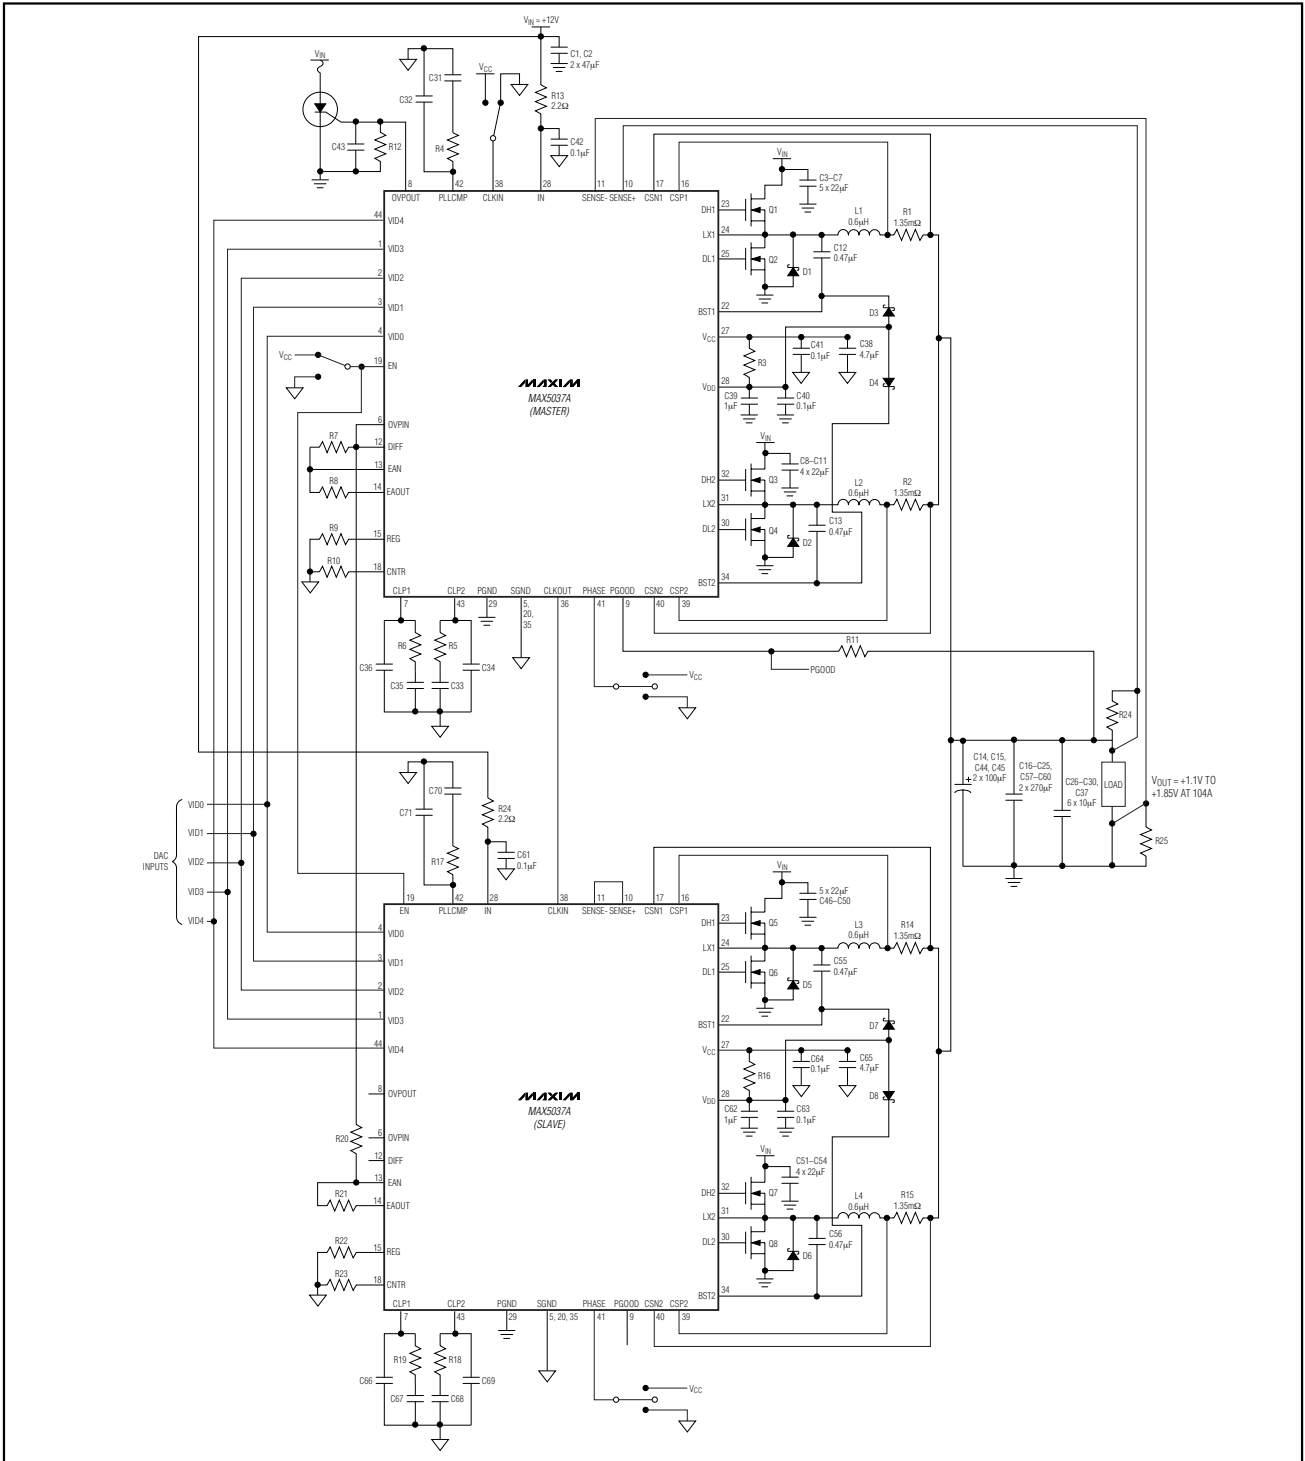 VIN = +12V
C1, C2
2 x 47µF
VIN
C31
C32
VCC
R13
2.2Ω
C43
R12
R4
C42
0.1µF
8
42
38
28
11
10
17
16
OVPOUT
PLLCMP
CLKIN
IN
SENSE-
SENSE+
CSN1
CSP1
VIN
C3–C7
5 x 22µF
44
VID4
1
VID3
2
VID2
3
VID1
4
VID0
VCC
19
EN
6
OVPIN
R7
12
DIFF
13
EAN
R8
14
EAOUT
R9
15
REG
R10
18
CNTR
MAXIM
MAX5037A
(MASTER)
DH1
23
Q1
LX1
24
L1
0.6µH
R1
1.35mΩ
DL1
25
Q2
D1
C12
0.47µF
BST1
22
D3
VCC
27
R3
C41
0.1µF
C38
4.7µF
VDD
28
D4
C39
1µF
C40
0.1µF
VIN
C8–C11
4 x 22µF
DH2
32
Q3
LX2
31
L2
0.6µH
R2
1.35mΩ
DL2
30
Q4
D2
C13
0.47µF
BST2
34
CLP1
CLP2
PGND
SGND
CLKOUT
PHASE
PGOOD
CSN2
CSP2
7
43
29
5,
20,
35
36
41
9
40
39
R6
R5
C36
C35
C33
C34
R11
PGOOD
VCC
R24
C14, C15,
C44, C45
2 x 100µF
+
C16–C25,
C57–C60
2 x 270µF
C26–C30,
C37
6 x 10µF
LOAD
VOUT = +1.1V TO
+1.85V AT 104A
R25
DAC
INPUTS
VID0
VID1
VID2
VID3
VID4
C70
C71
R24
2.2Ω
R17
C61
0.1µF
19
42
28
38
11
10
17
16
EN
PLLCMP
IN
CLKIN
SENSE-
SENSE+
CSN1
CSP1
VIN
5 x 22µF
C46–C50
4
VID0
3
VID1
2
VID2
1
VID3
44
VID4
8
OVPOUT
R20
6
OVPIN
12
DIFF
13
EAN
R21
14
EAOUT
R22
15
REG
R23
18
CNTR
MAXIM
MAX5037A
(SLAVE)
DH1
23
Q5
LX1
24
L3
0.6µH
R14
1.35mΩ
DL1
25
Q6
D5
C55
0.47µF
BST1
22
D7
VCC
27
R16
C64
0.1µF
C65
4.7µF
VDD
28
D8
C62
1µF
C63
0.1µF
VIN
C51–C54
4 x 22µF
DH2
32
Q7
LX2
31
L4
0.6µH
R15
1.35mΩ
DL2
30
Q8
D6
C56
0.47µF
BST2
34
CLP1
CLP2
PGND
SGND
PHASE
PGOOD
CSN2
CSP2
7
43
29
5, 20, 35
41
9
40
39
R19
R18
C66
C67
C68
C69
VCC